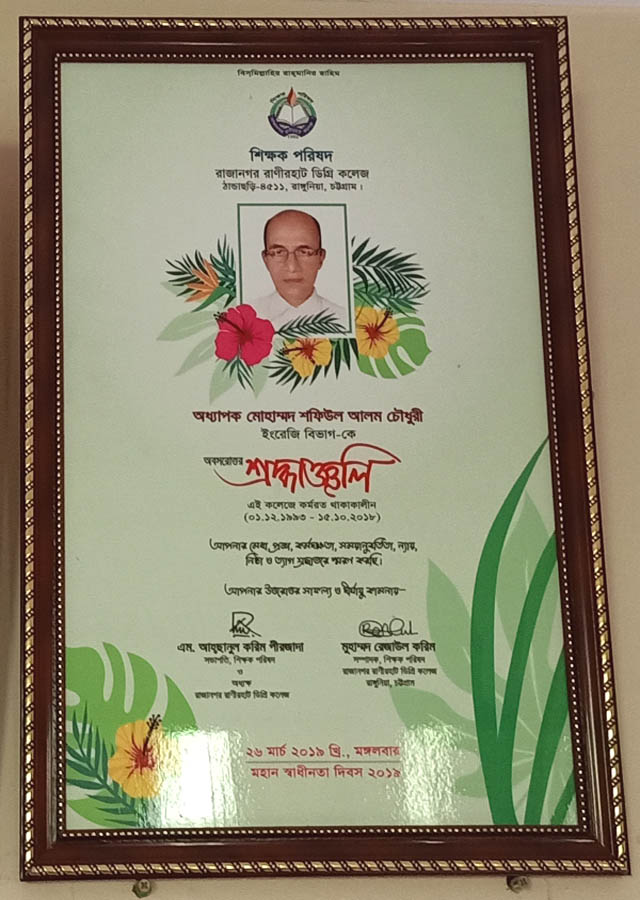 বিস্‌মিল্লাহির রাহ্‌মানির রাহিম
শিক্ষক পরিষদ
রাজানগর রাণীরহাট ডিগ্রি কলেজ
ঠান্ডাছড়ি-৪৫১১, রাঙ্গুনিয়া, চট্টগ্রাম।
অধ্যাপক মোহাম্মদ শফিউল আলম চৌধুরী
ইংরেজি বিভাগ-কে
অবসরোত্তর শ্রদ্ধাঞ্জলি
এই কলেজে কর্মরত থাকাকালীন
(০১.১২.১৯৯৩ - ১৫.১০.২০১৮)
আপনার মেধা, প্রজ্ঞা, কর্মদক্ষতা, সময়ানুবর্তিতা, ন্যায়,
নিষ্ঠা ও ত্যাগ শ্রদ্ধাভরে স্মরণ করছি।
আপনার উত্তরোত্তর সাফল্য ও দীর্ঘায়ু কামনায়-
এম. আহ্‌ছানুল করিম পীরজাদা
সভাপতি, শিক্ষক পরিষদ
ও
অধ্যক্ষ
রাজানগর রাণীরহাট ডিগ্রি কলেজ
মুহাম্মদ রেজাউল করিম
সম্পাদক, শিক্ষক পরিষদ
রাজানগর রাণীরহাট ডিগ্রি কলেজ
রাঙ্গুনিয়া, চট্টগ্রাম
২৬ মার্চ ২০১৯ খ্রি., মঙ্গলবার
মহান স্বাধীনতা দিবস ২০১৯